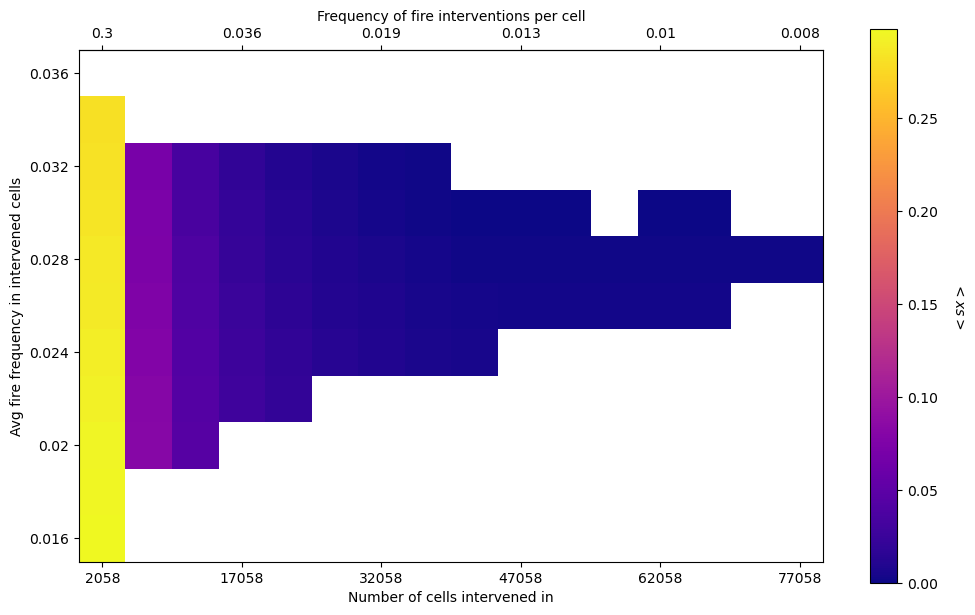 Frequency of fire interventions per cell
0.3 0.036 0.019 0.013 0.01 0.008
0.036
0.032
0.028
0.024
0.02
0.016
Avg fire frequency in intervened cells
2058 17058 32058 47058 62058 77058
Number of cells intervened in
0.25
0.20
0.15
0.10
0.05
0.00
< sx >